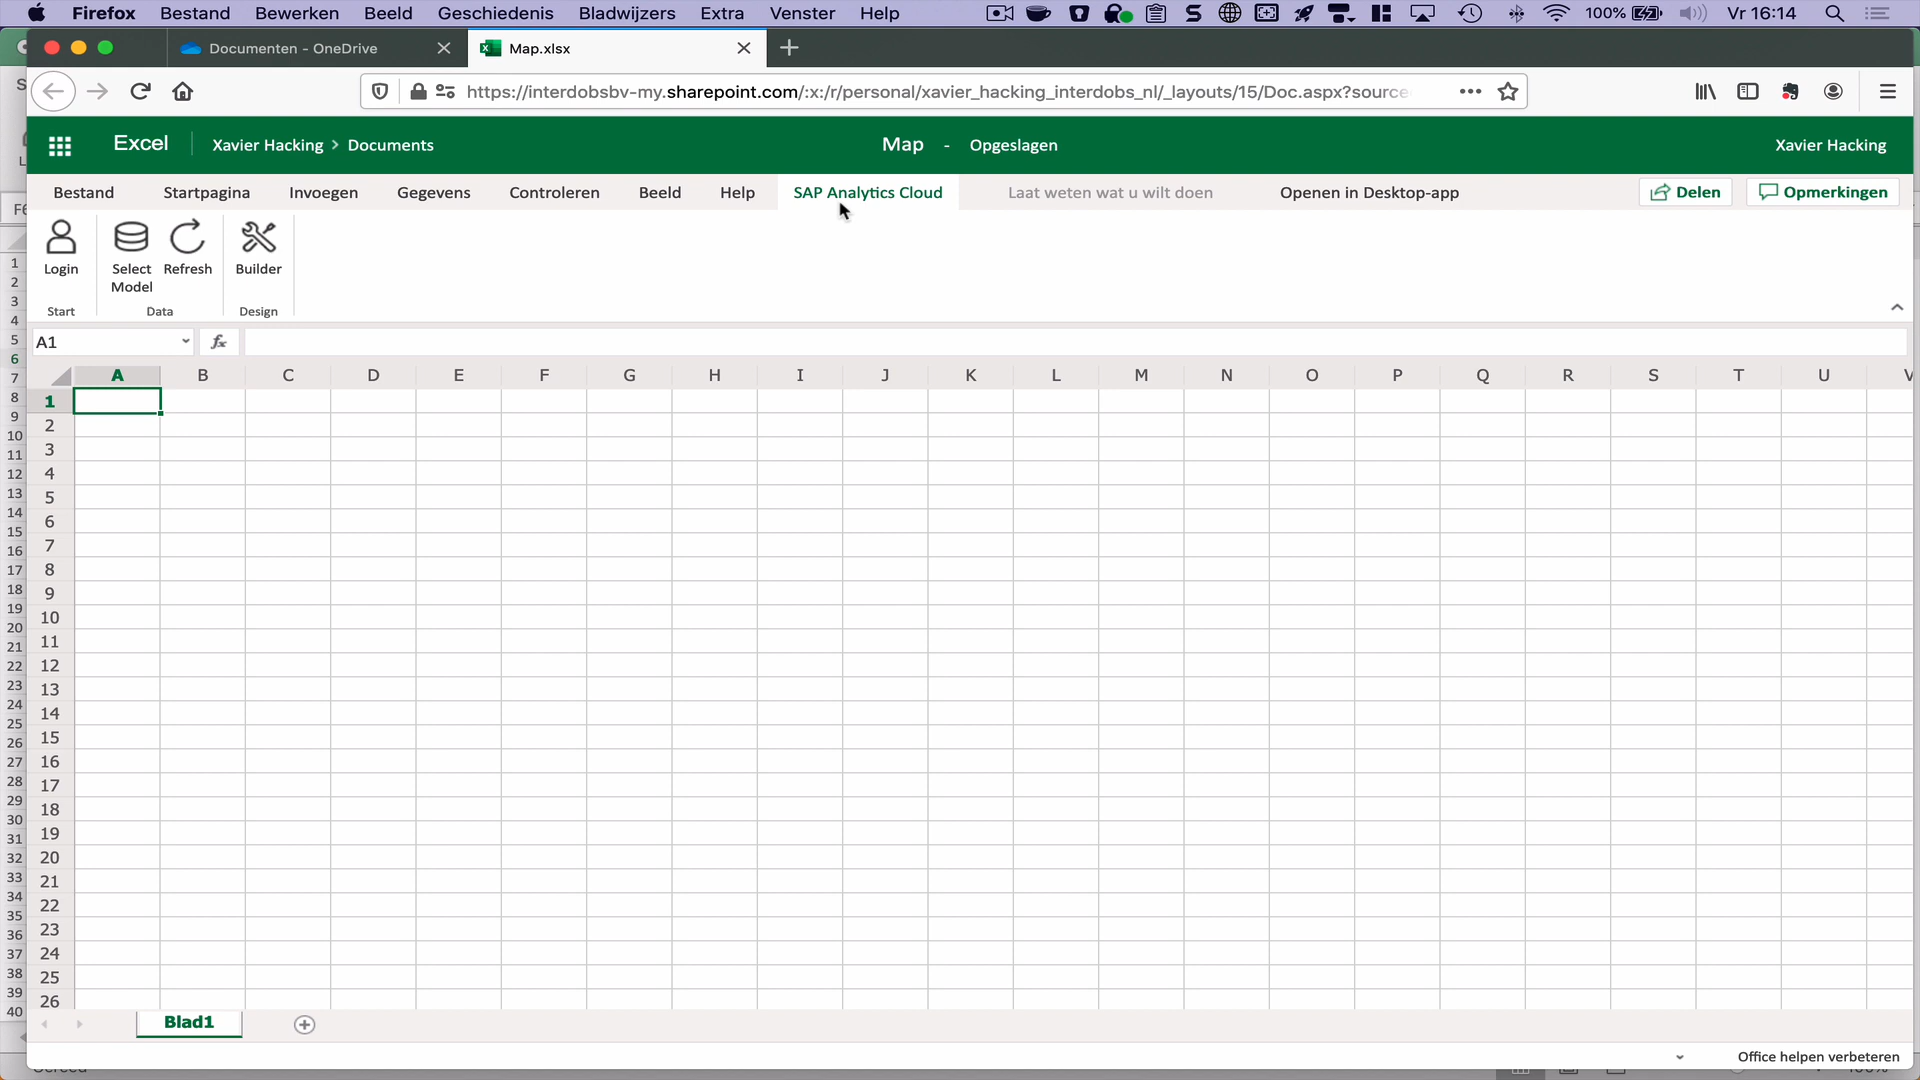 Firefox Bestand Bewerken Beeld Geschiedenis Bladwijzers Extra Venster Help 100% Vr 16:14
Documenten - OneDrive Map.xlsx
https://interdobsbv-my.sharepoint.com/:x:/r/personal/xavier_hacking_interdobs_nl/_layouts/15/Doc.aspx?source
Excel Xavier Hacking > Documents Map - Opgeslagen Xavier Hacking
Bestand Startpagina Invoegen Gegevens Controleren Beeld Help SAP Analytics Cloud Laat weten wat u wilt doen Openen in Desktop-app Delen Opmerkingen
Login Select Model Refresh Builder
Start Data Design
A1 fx
A B C D E F G H I J K L M N O P Q R S T U V
1
2
3
4
5
6
7
8
9
10
11
12
13
14
15
16
17
18
19
20
21
22
23
24
25
26
Blad1
Office helpen verbeteren